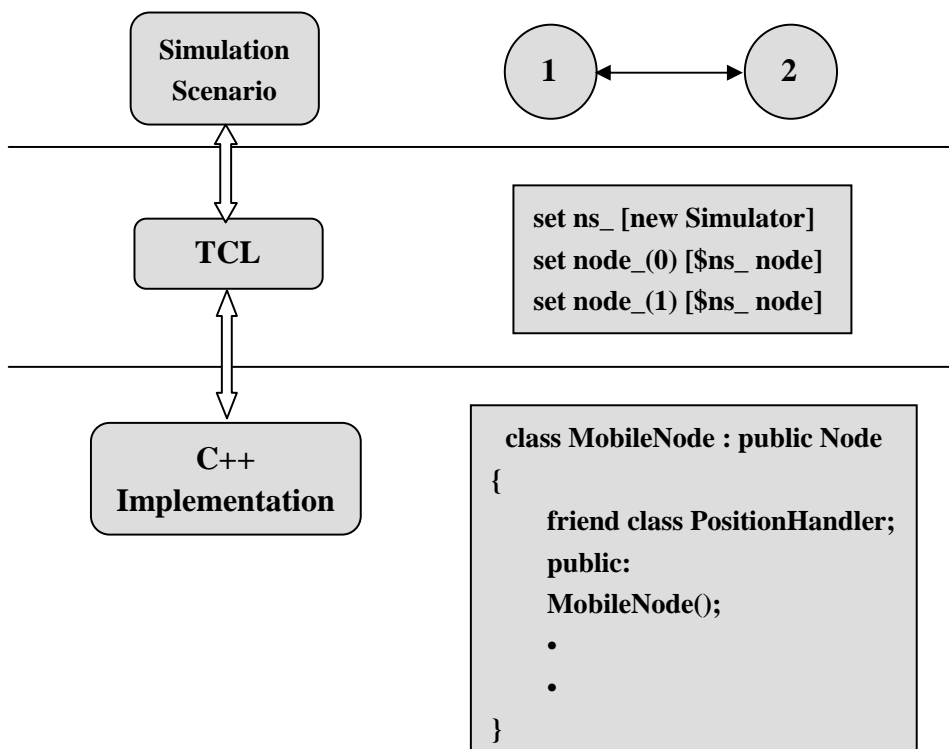 Simulation
Scenario
1
2
TCL
set ns_ [new Simulator]
set node_(0) [$ns_ node]
set node_(1) [$ns_ node]
C++
Implementation
class MobileNode : public Node
{
friend class PositionHandler;
public:
MobileNode();
•
•
}